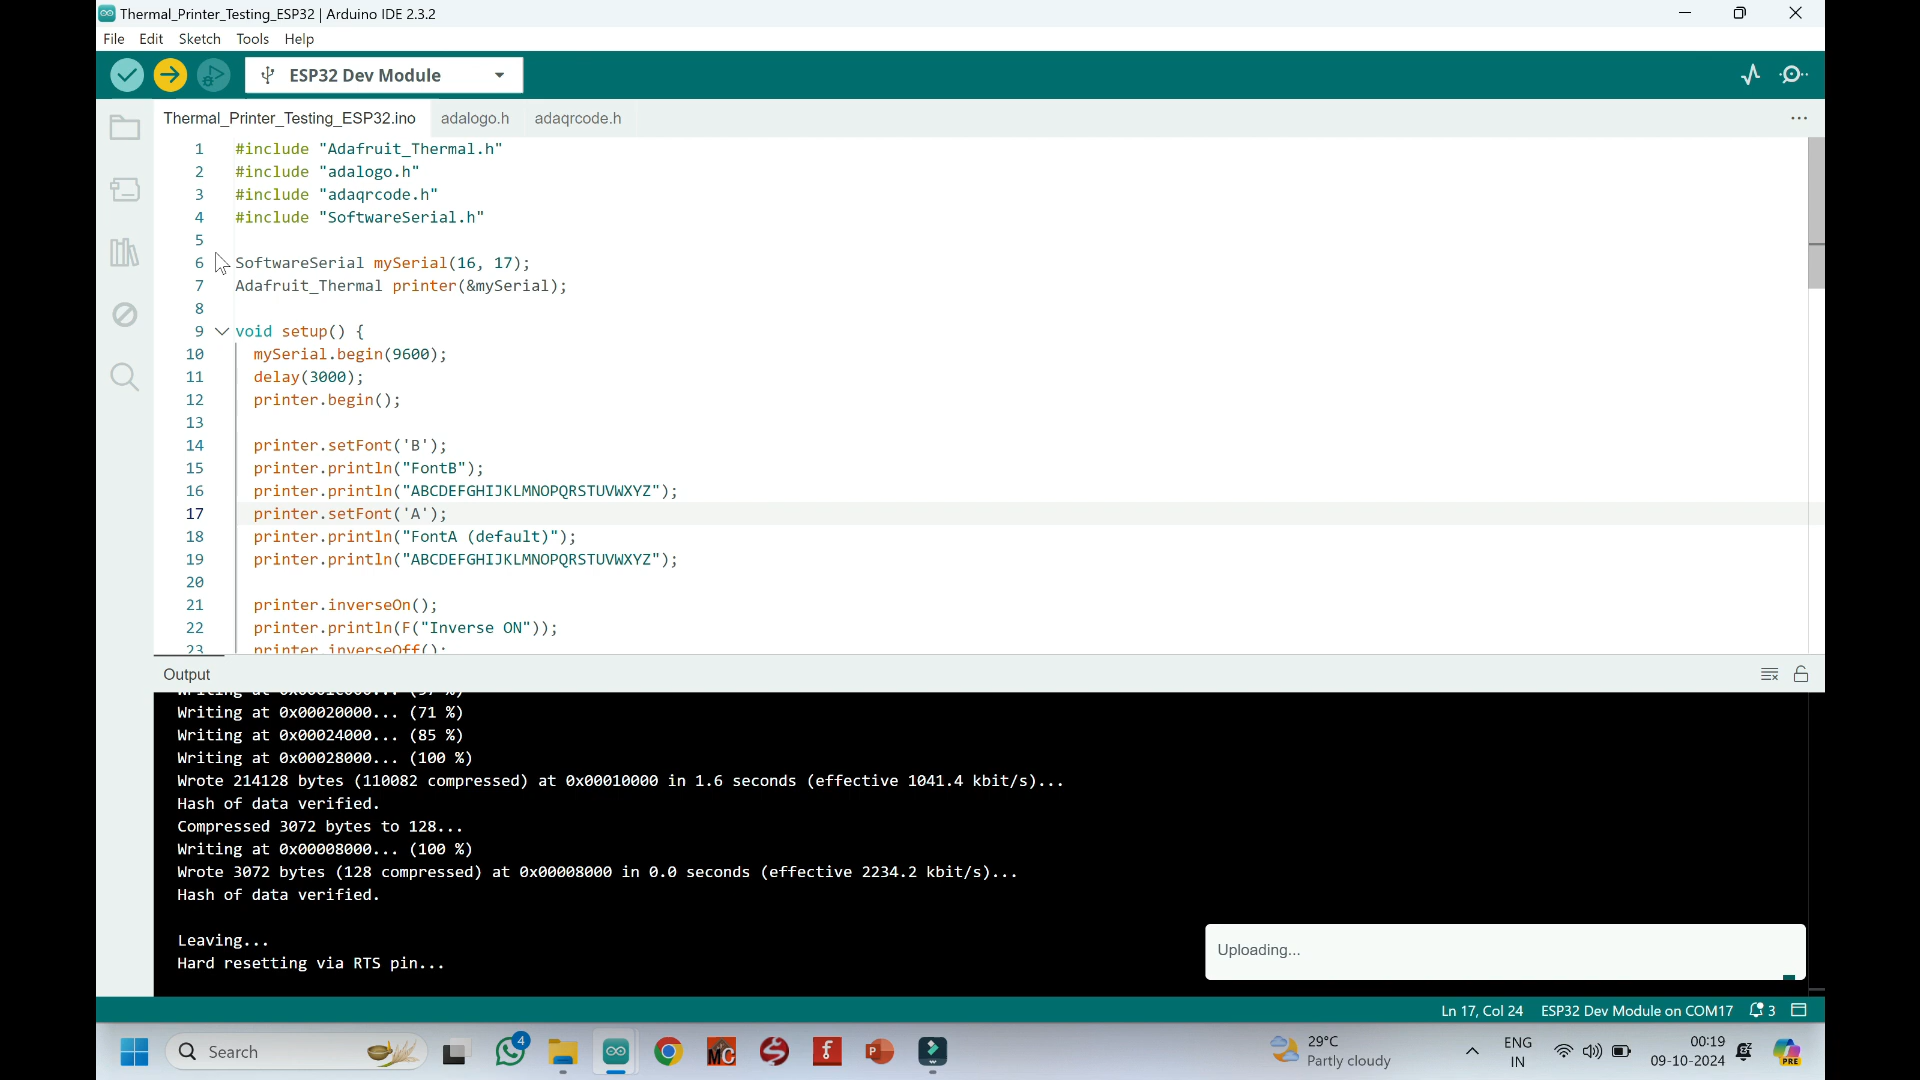 Thermal_Printer_Testing_ESP32 | Arduino IDE 2.3.2
File Edit Sketch Tools Help
ESP32 Dev Module
Thermal_Printer_Testing_ESP32.ino adalogo.h adaqrcode.h
1 #include "Adafruit_Thermal.h"
2 #include "adalogo.h"
3 #include "adaqrcode.h"
4 #include "SoftwareSerial.h"
5
6 SoftwareSerial mySerial(16, 17);
7 Adafruit_Thermal printer(&mySerial);
8
9 void setup() {
10 mySerial.begin(9600);
11 delay(3000);
12 printer.begin();
13
14 printer.setFont('B');
15 printer.println("FontB");
16 printer.println("ABCDEFGHIJKLMNOPQRSTUVWXYZ");
17 printer.setFont('A');
18 printer.println("FontA (default)");
19 printer.println("ABCDEFGHIJKLMNOPQRSTUVWXYZ");
20
21 printer.inverseOn();
22 printer.println(F("Inverse ON"));
23 printer.inverseOff();
Output
Writing at
Writing at 0x00020000... (71 %)
Writing at 0x00024000... (85 %)
Writing at 0x00028000... (100 %)
Wrote 214128 bytes (110082 compressed) at 0x00010000 in 1.6 seconds (effective 1041.4 kbit/s)...
Hash of data verified.
Compressed 3072 bytes to 128...
Writing at 0x00008000... (100 %)
Wrote 3072 bytes (128 compressed) at 0x00008000 in 0.0 seconds (effective 2234.2 kbit/s)...
Hash of data verified.
Leaving...
Hard resetting via RTS pin...
Uploading...
Ln 17, Col 24 ESP32 Dev Module on COM17 3
Search
4
MC
f
P
29°C
Partly cloudy
ENG
IN
00:19
09-10-2024
PRE